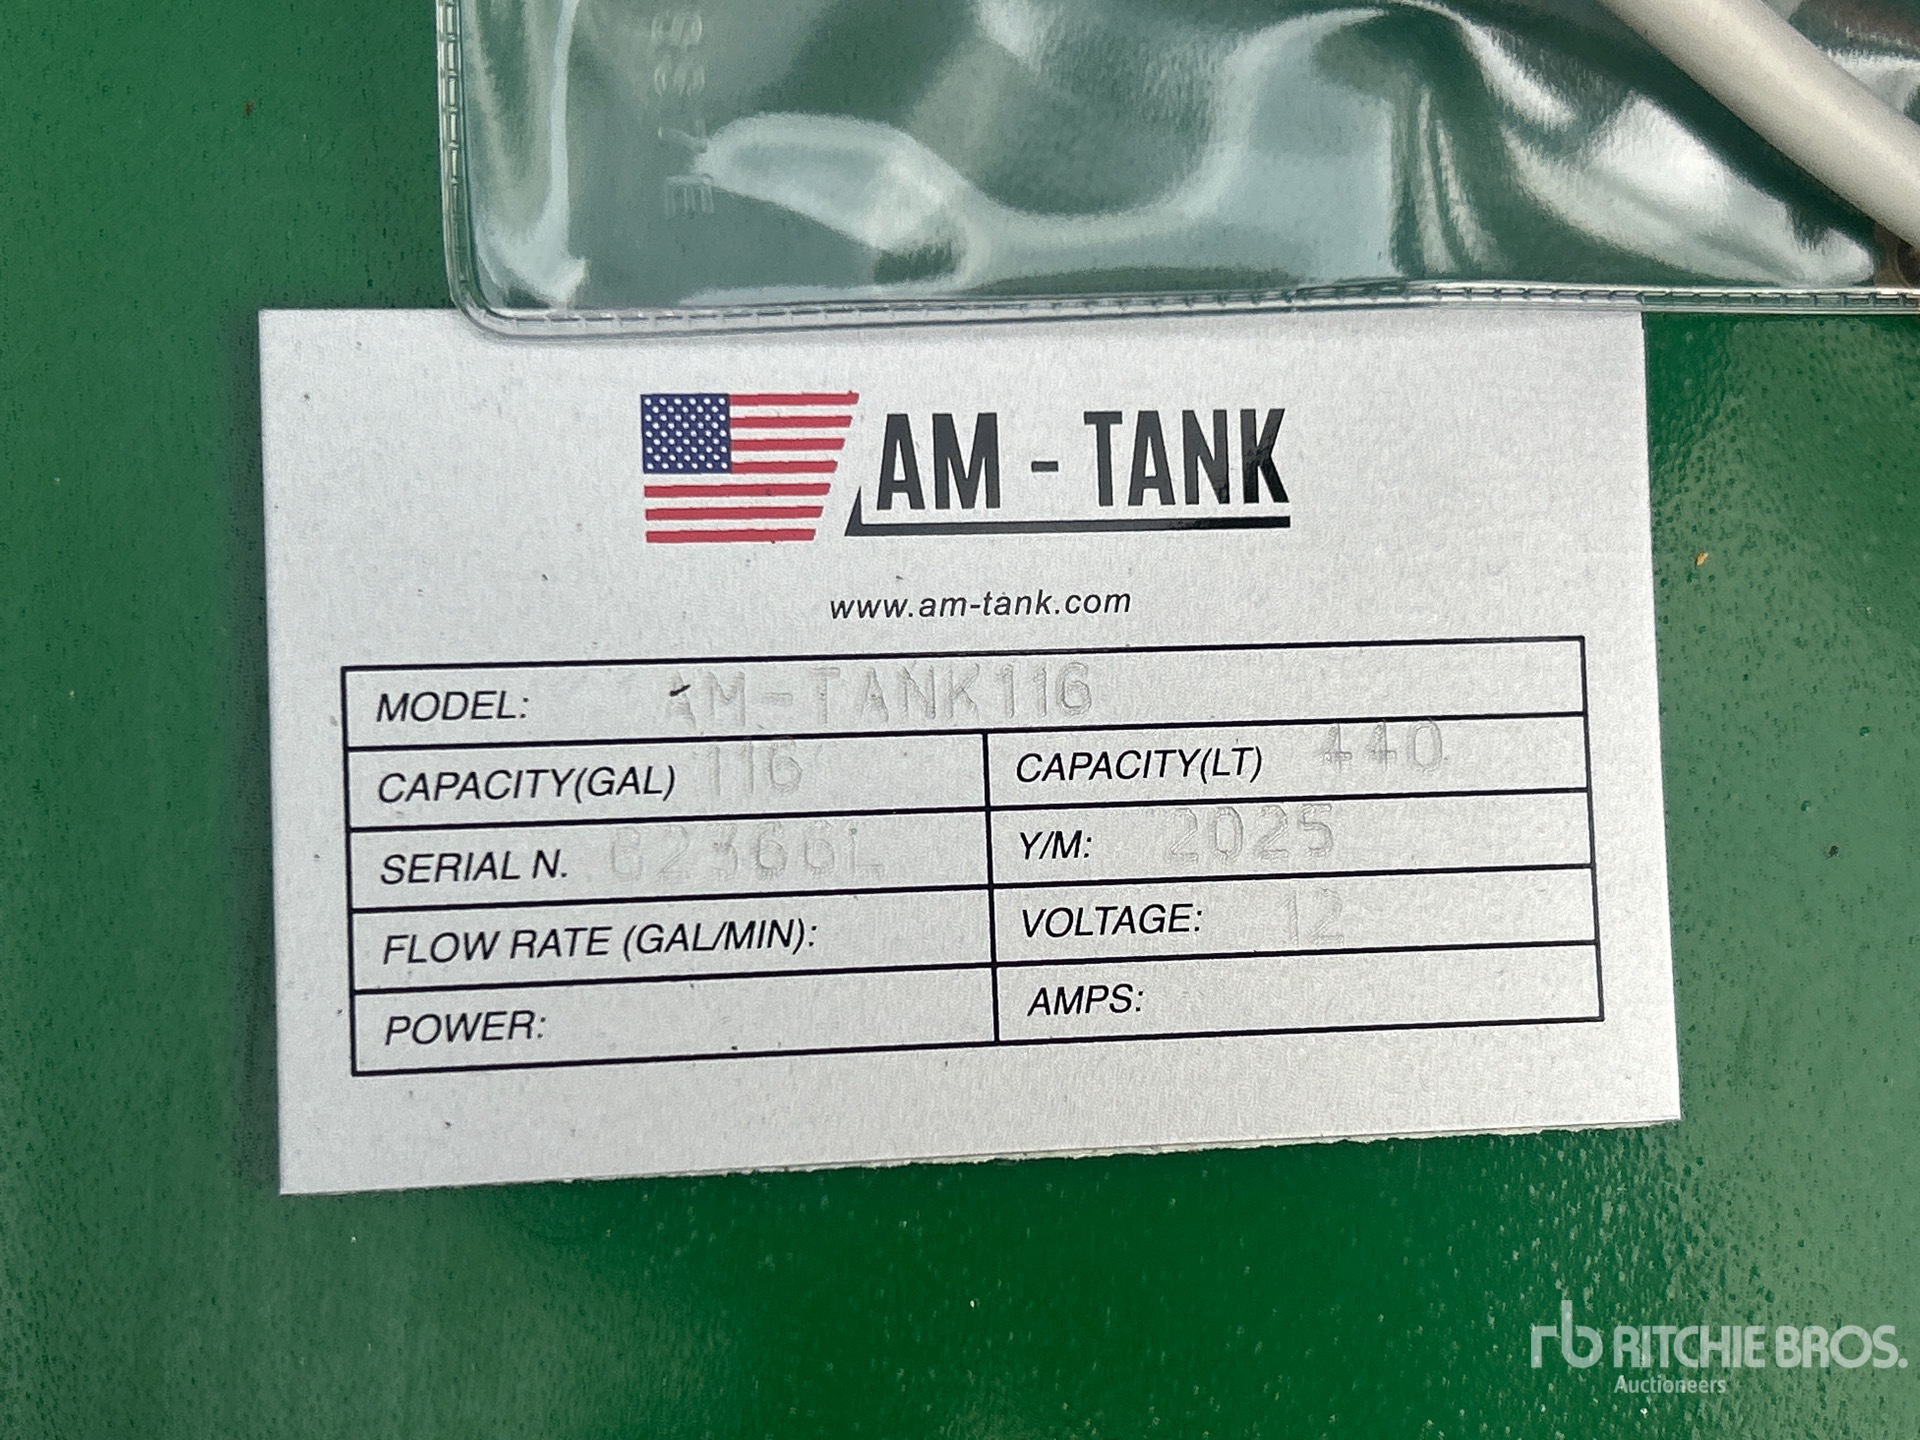 AM - TANK
www.am-tank.com
MODEL: AM-TANK116
CAPACITY(GAL) 116 CAPACITY(LT) 440
SERIAL N. Y/M: 2025
FLOW RATE (GAL/MIN): VOLTAGE: 12
POWER: AMPS:
rb RITCHIE BROS.
Auctioneers